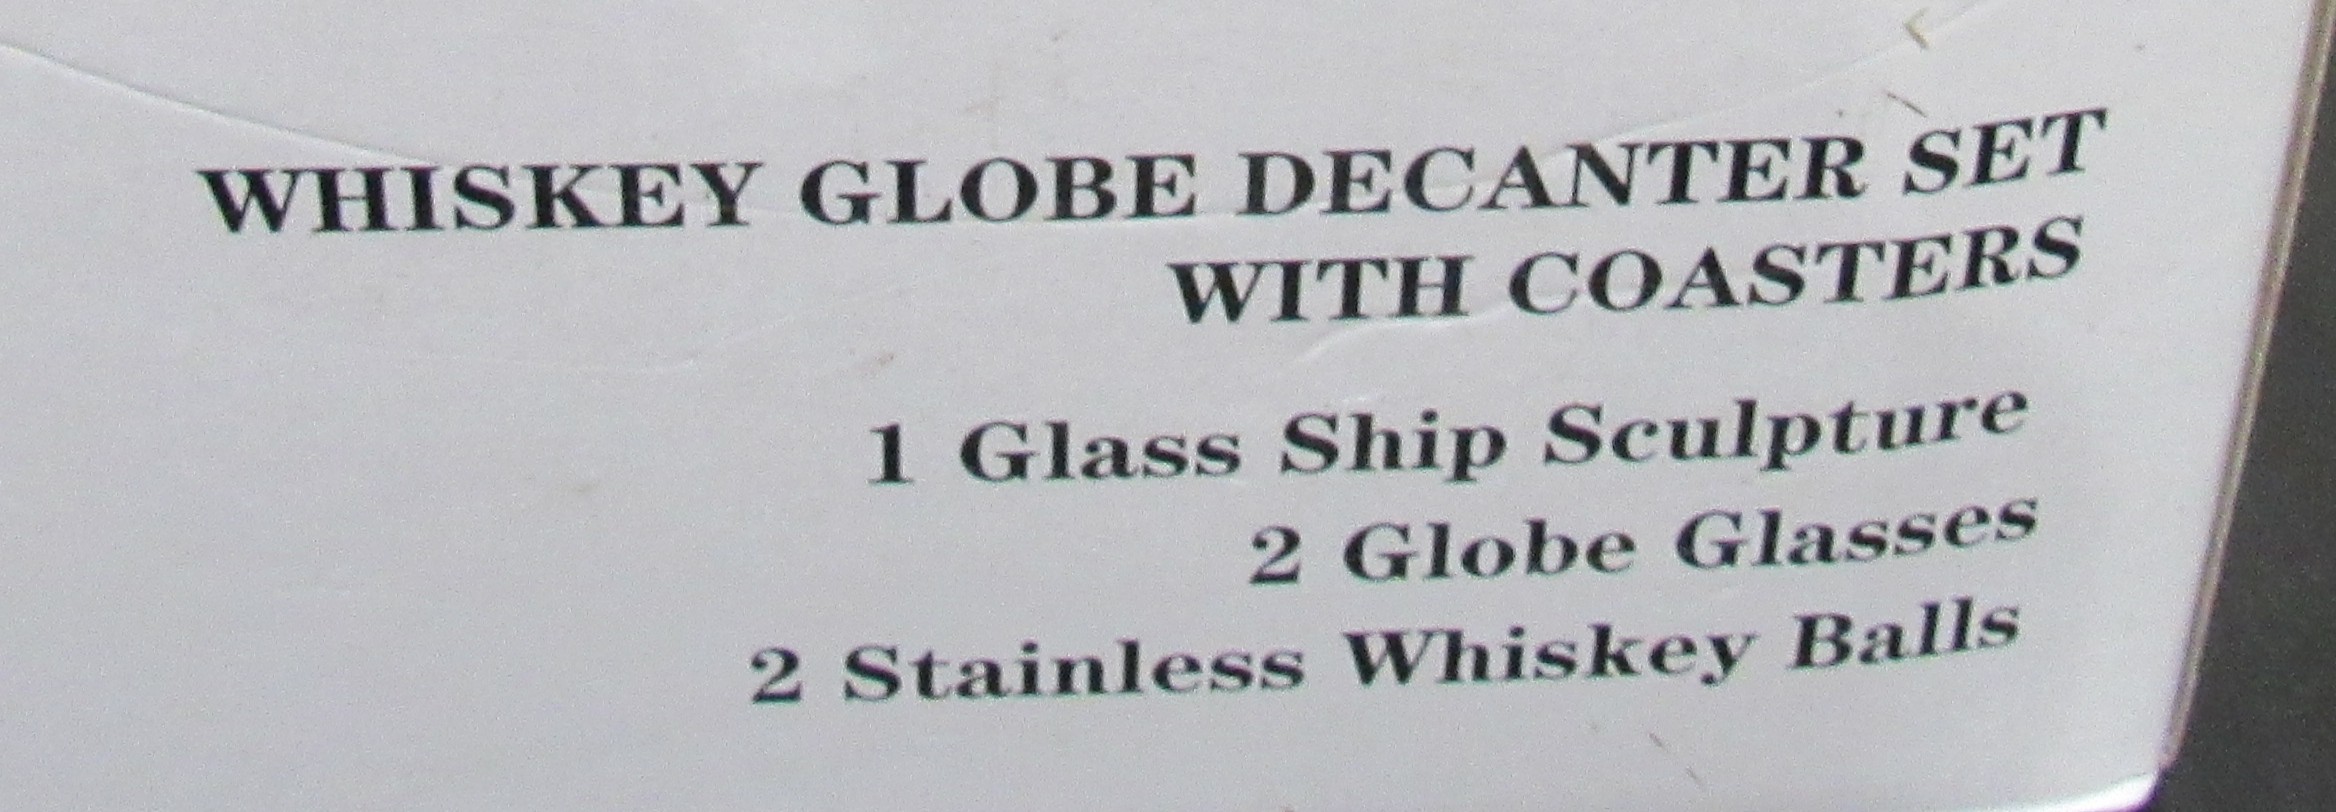 WHISKEY GLOBE DECANTER SET
WITH COASTERS
1 Glass Ship Sculpture
2 Globe Glasses
2 Stainless Whiskey Balls